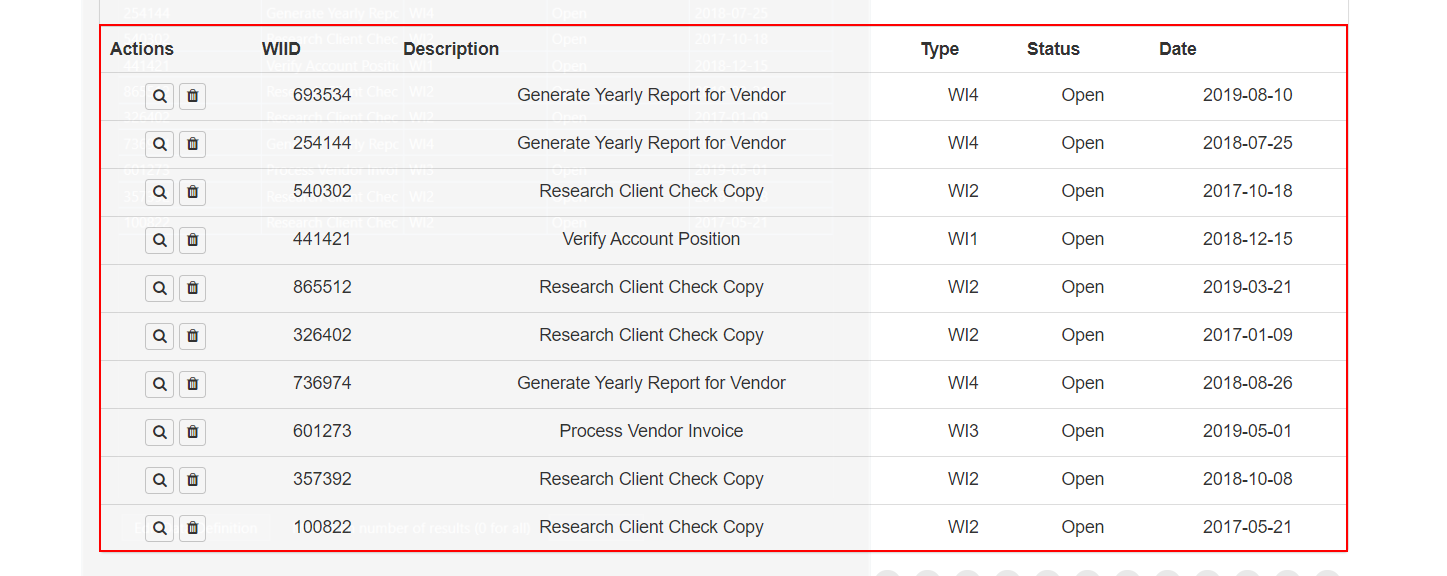 Actions WIID Description Type Status Date
693534 Generate Yearly Report for Vendor WI4 Open 2019-08-10
254144 Generate Yearly Report for Vendor WI4 Open 2018-07-25
540302 Research Client Check Copy WI2 Open 2017-10-18
441421 Verify Account Position WI1 Open 2018-12-15
865512 Research Client Check Copy WI2 Open 2019-03-21
326402 Research Client Check Copy WI2 Open 2017-01-09
736974 Generate Yearly Report for Vendor WI4 Open 2018-08-26
601273 Process Vendor Invoice WI3 Open 2019-05-01
357392 Research Client Check Copy WI2 Open 2018-10-08
100822 Research Client Check Copy WI2 Open 2017-05-21